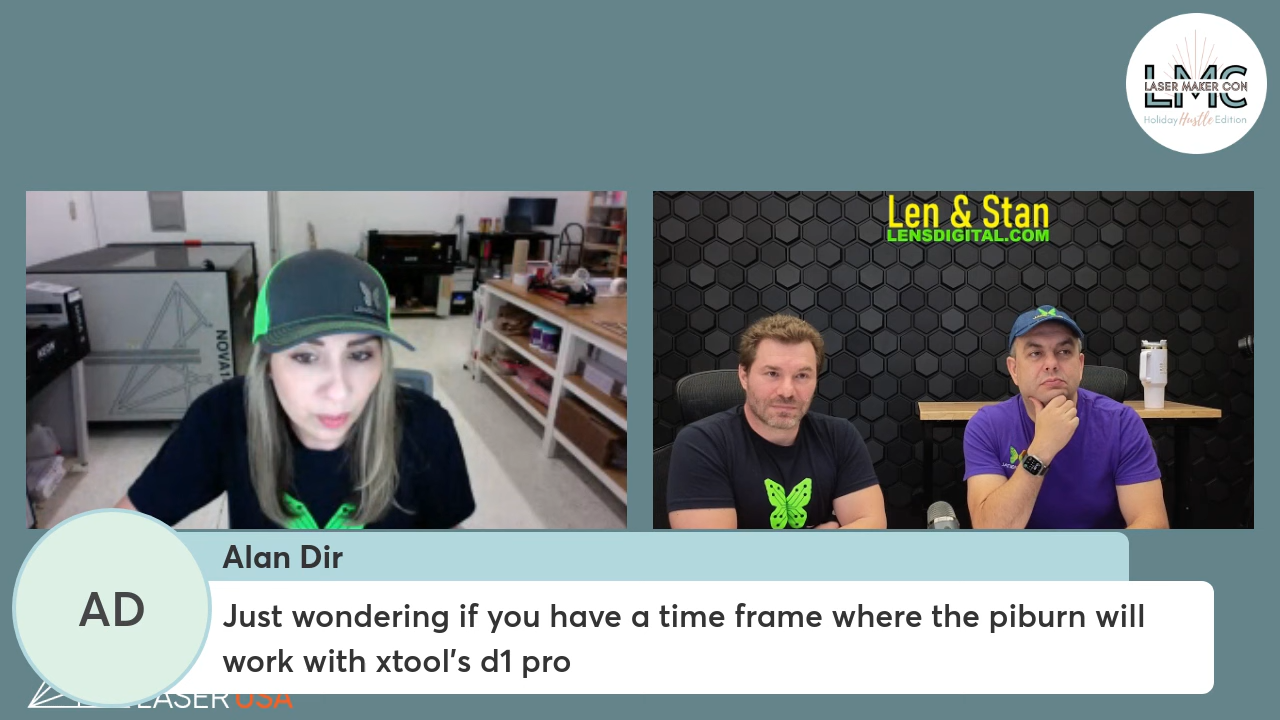 LMC
LASER MAKER CON
Holiday Hustle Edition
Len & Stan
LENSDIGITAL.COM
Alan Dir
AD
Just wondering if you have a time frame where the piburn will
work with xtool's d1 pro
LASER USA